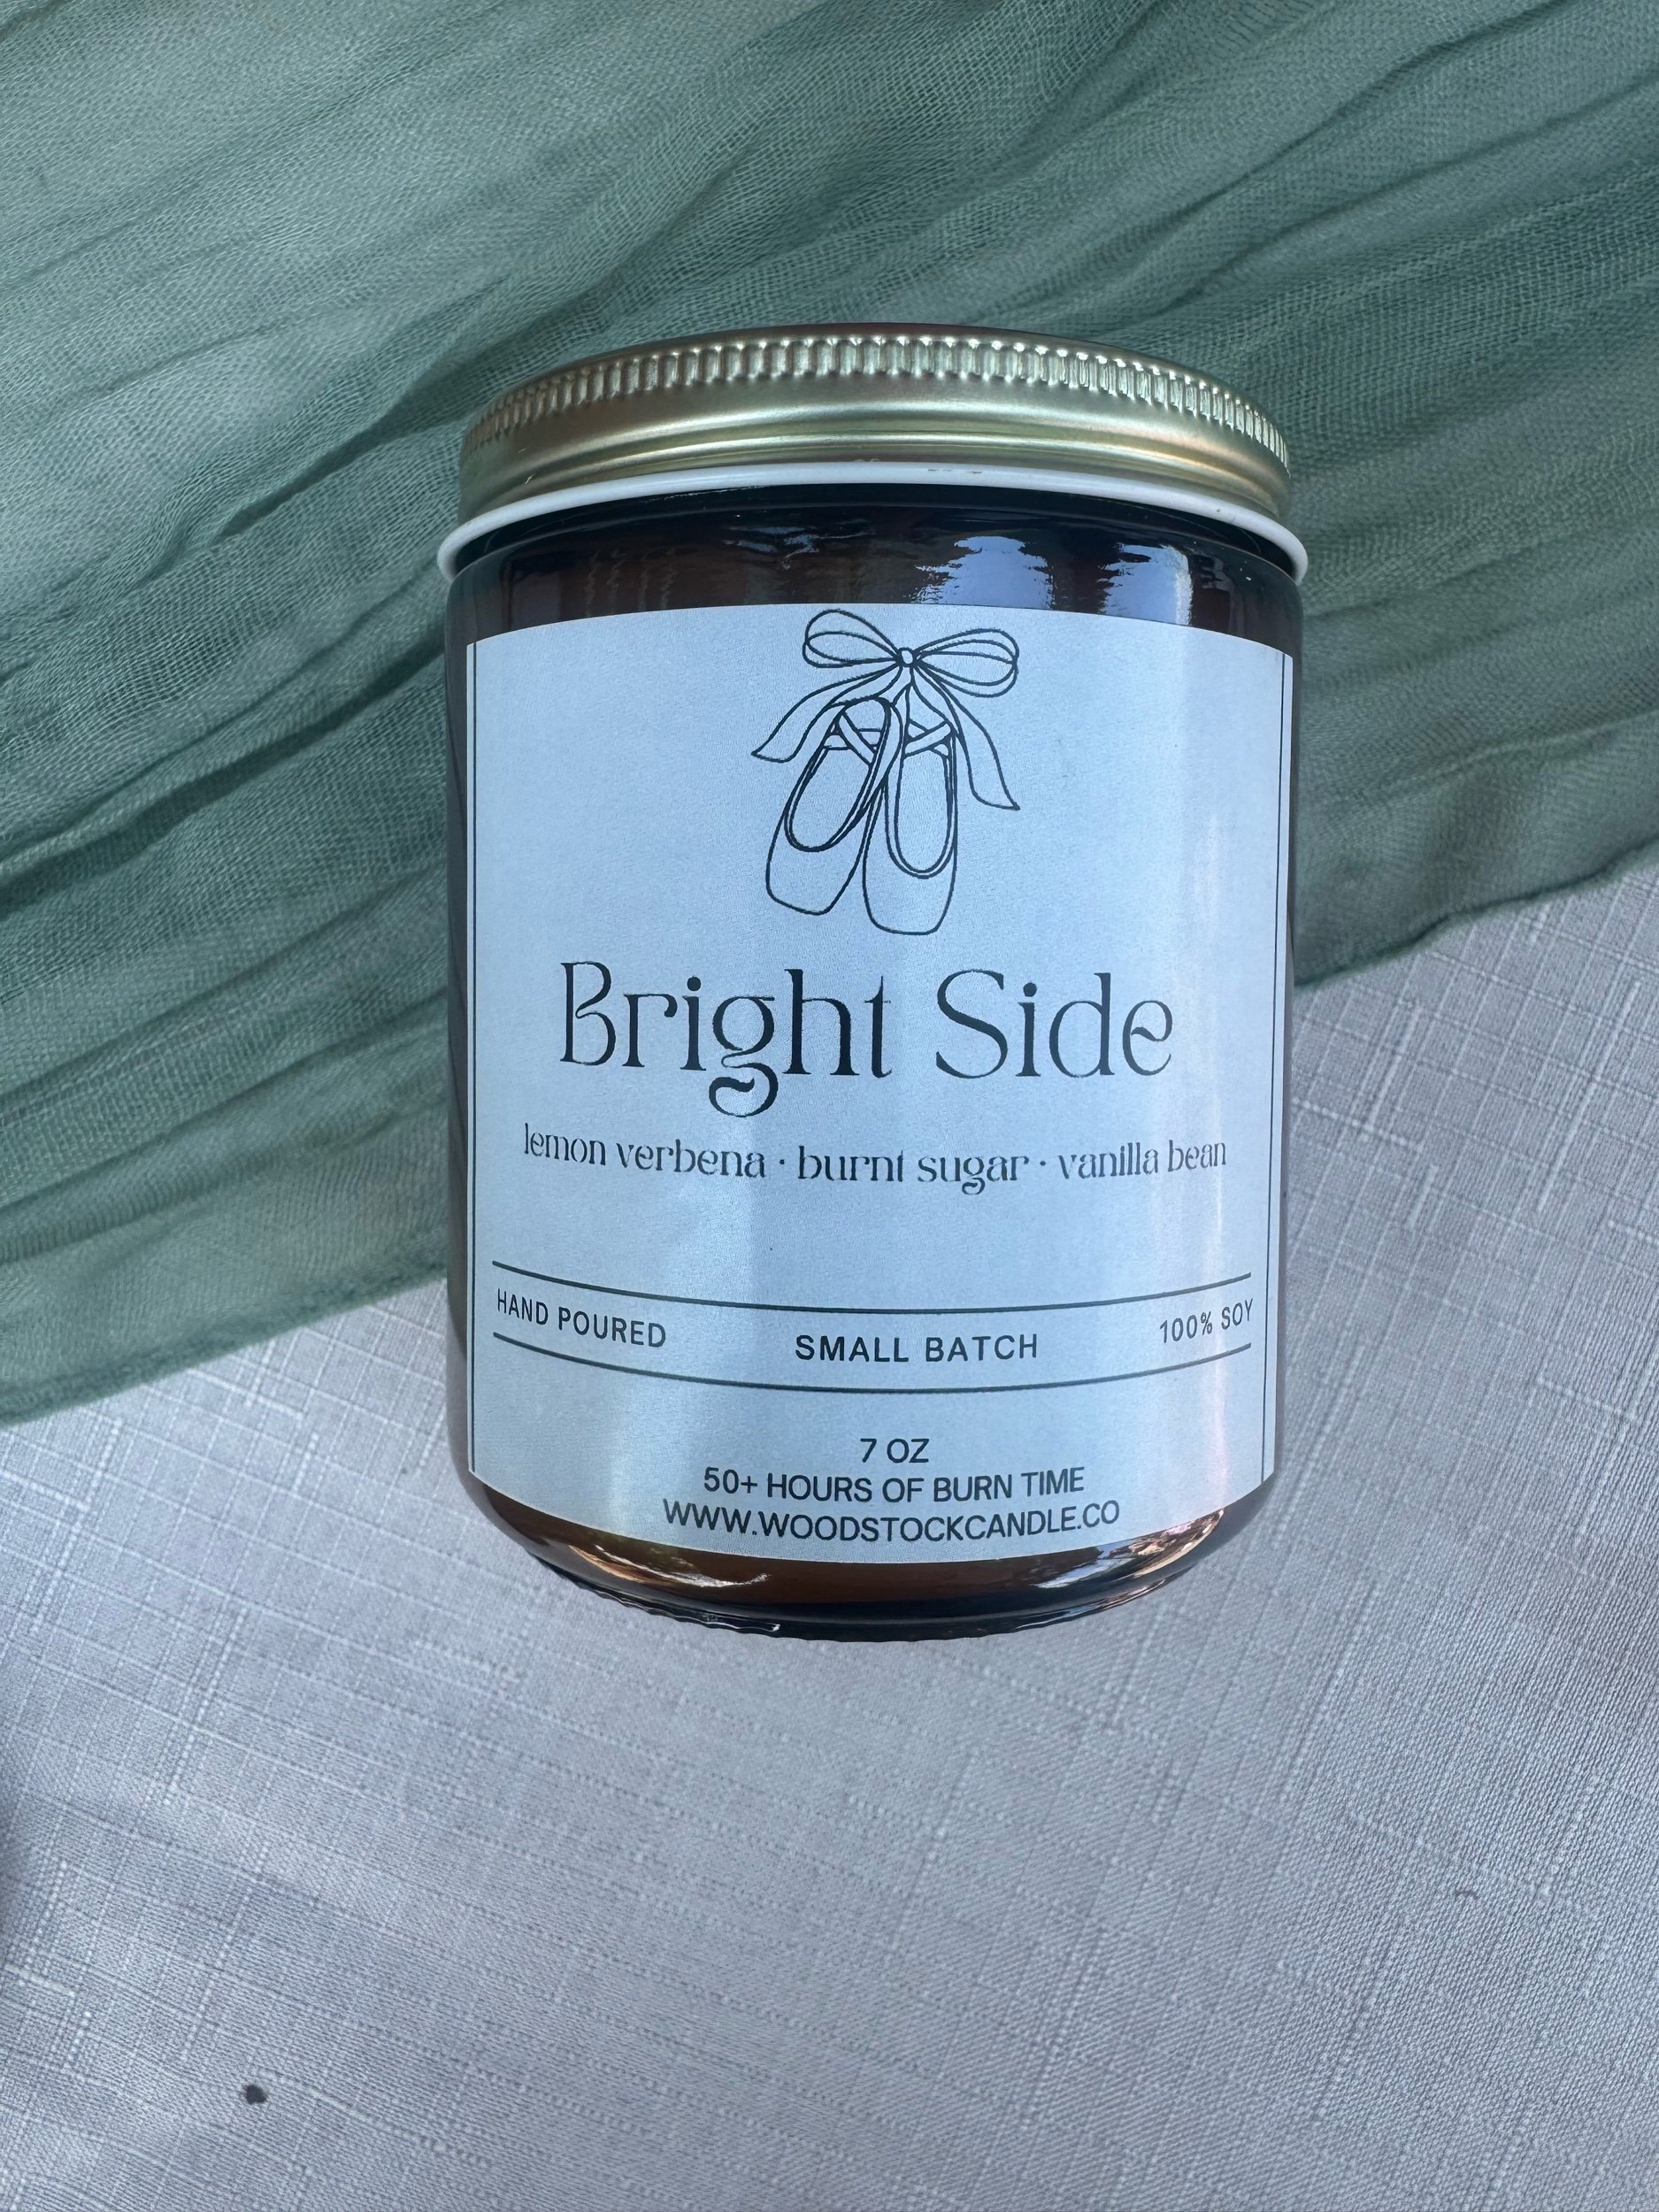 Bright Side
lemon verbena · burnt sugar · vanilla bean
HAND POURED SMALL BATCH 100% SOY
7 OZ
50+ HOURS OF BURN TIME
WWW.WOODSTOCKCANDLE.CO